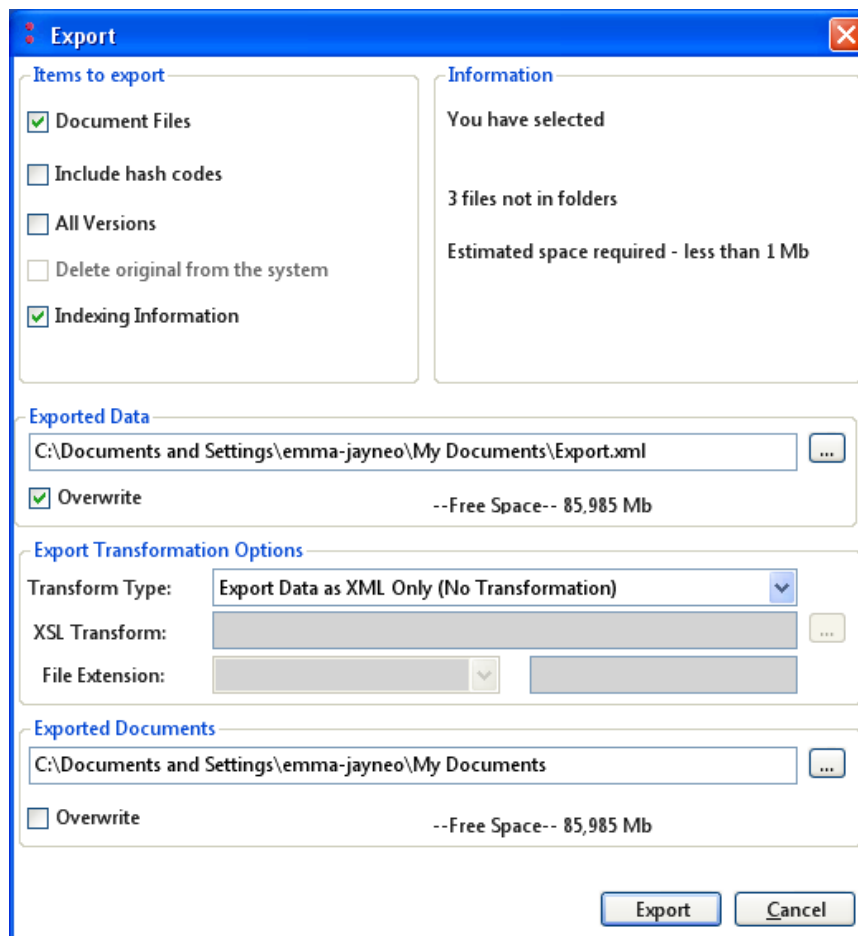 Export
Items to export
Document Files
Include hash codes
All Versions
Delete original from the system
Indexing Information
Information
You have selected
3 files not in folders
Estimated space required - less than 1 Mb
Exported Data
C:\Documents and Settings\emma-jayneo\My Documents\Export.xml
...
Overwrite
--Free Space-- 85,985 Mb
Export Transformation Options
Transform Type:
Export Data as XML Only (No Transformation)
XSL Transform:
...
File Extension:
Exported Documents
C:\Documents and Settings\emma-jayneo\My Documents
...
Overwrite
--Free Space-- 85,985 Mb
Export
Cancel